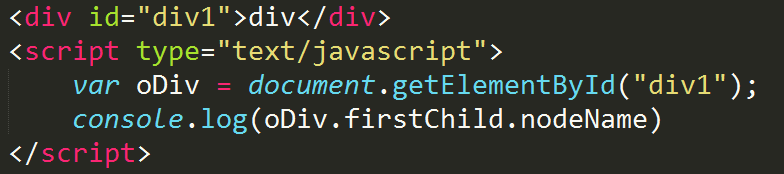 <div id="div1">div</div>
<script type="text/javascript">
    var oDiv = document.getElementById("div1");
    console.log(oDiv.firstChild.nodeName)
</script>